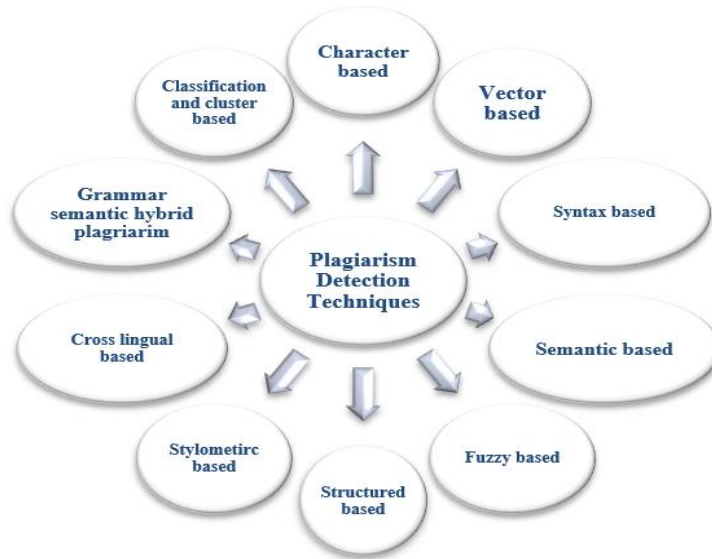 Character
based
Vector
based
Syntax based
Semantic based
Fuzzy based
Structured
based
Stylometirc
based
Cross lingual
based
Grammar
semantic hybrid
plagriarim
Classification
and cluster
based
Plagiarism
Detection
Techniques